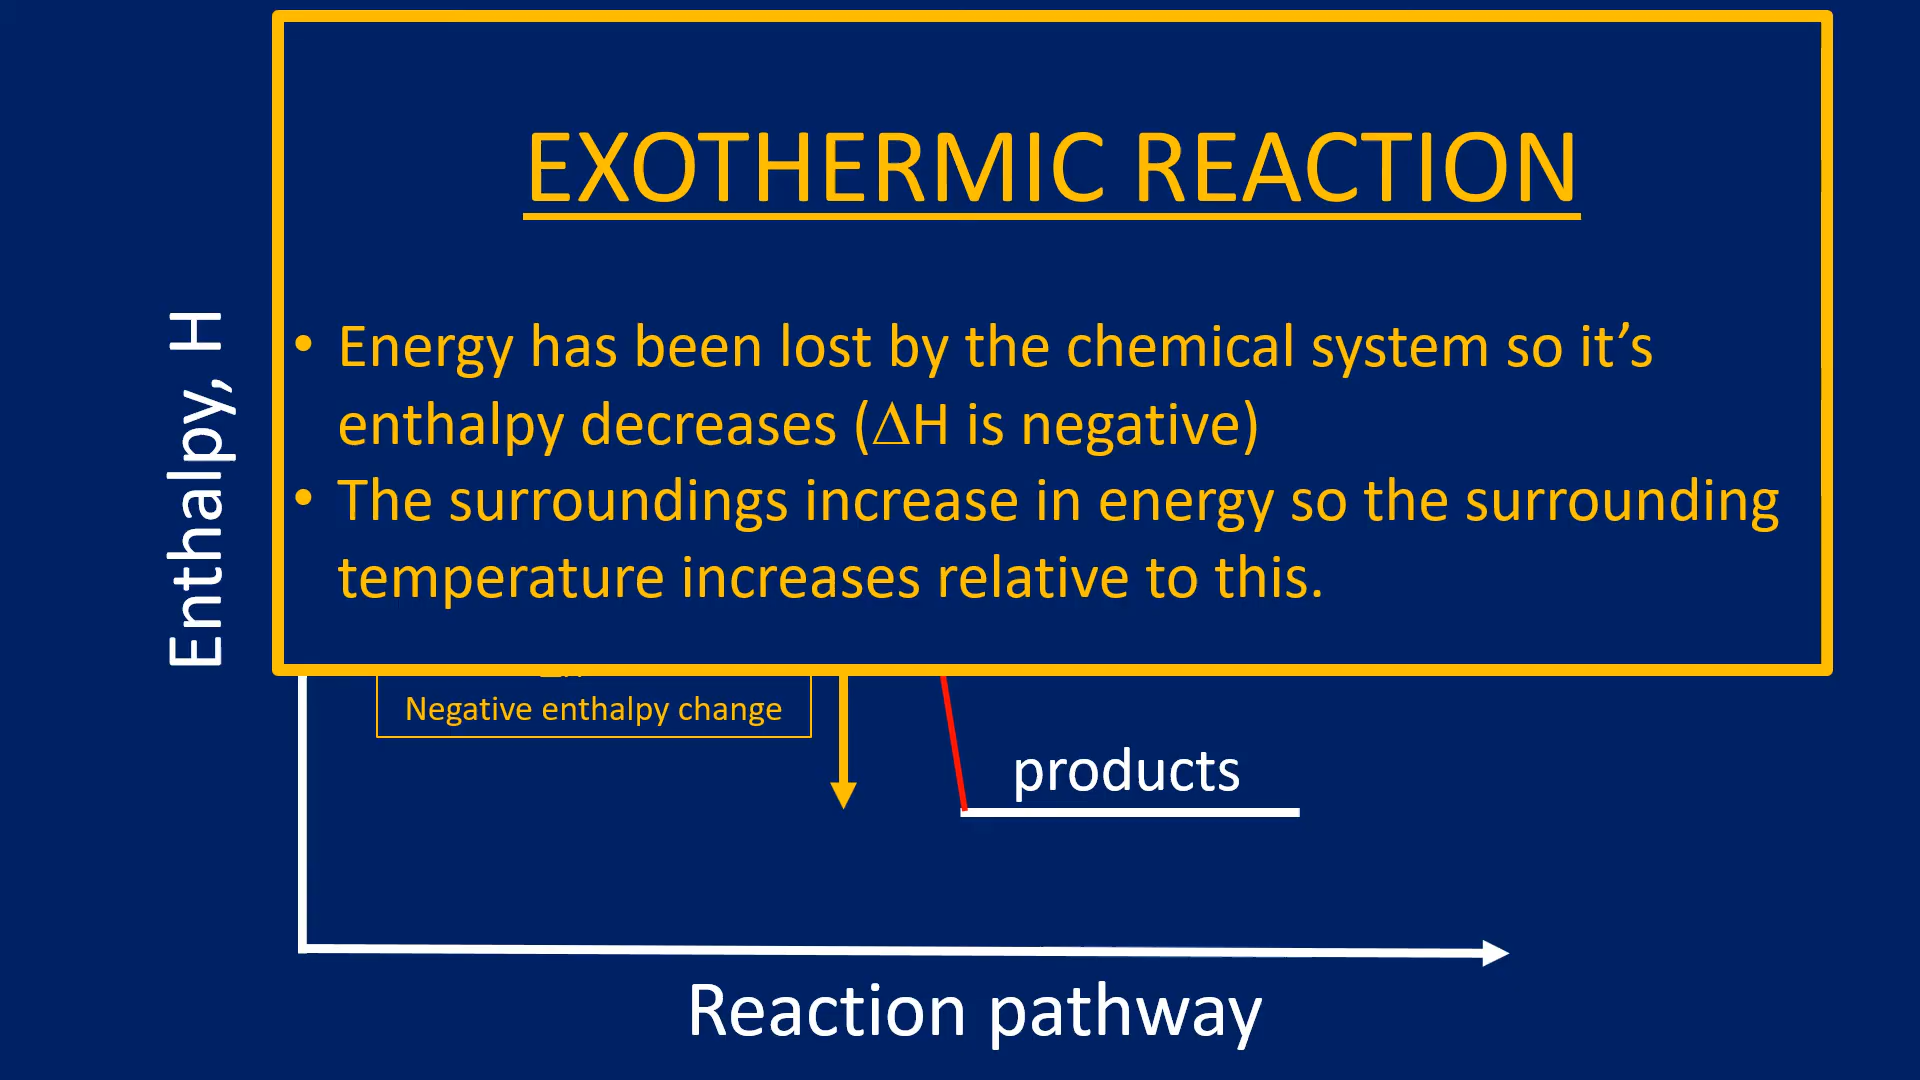 EXOTHERMIC REACTION
• Energy has been lost by the chemical system so it’s
enthalpy decreases (∆H is negative)
• The surroundings increase in energy so the surrounding
temperature increases relative to this.
Enthalpy, H
Negative enthalpy change
products
Reaction pathway